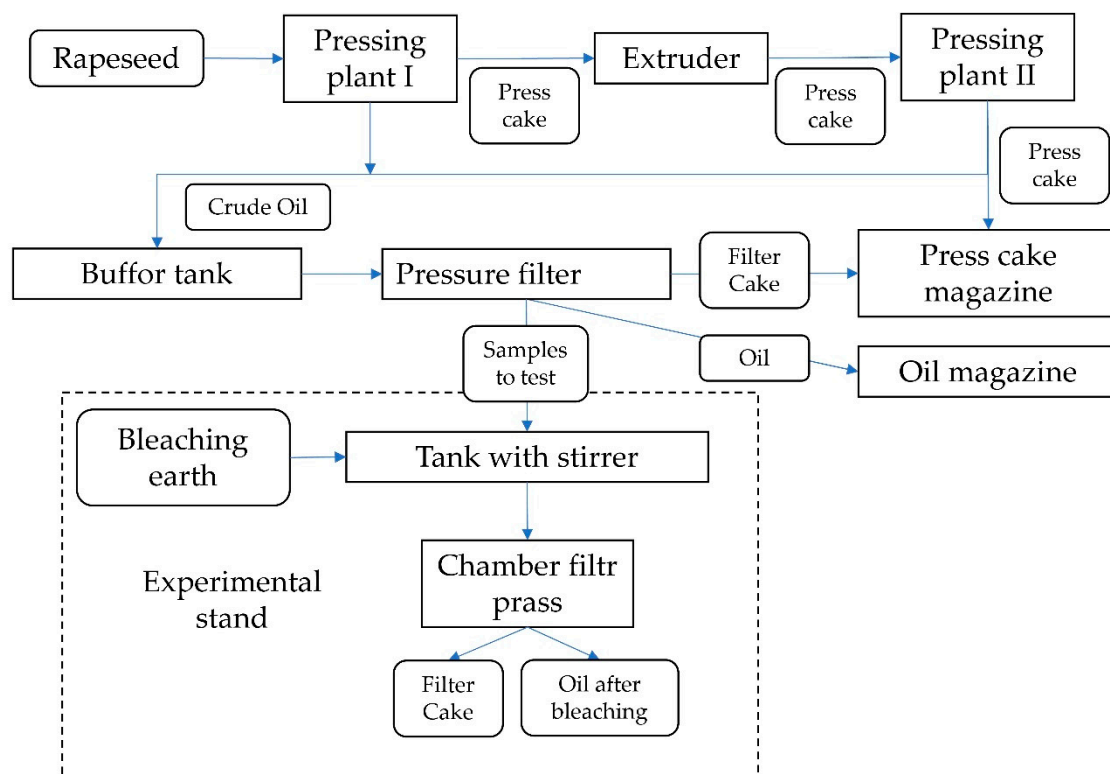 Rapeseed
Pressing
plant I
Extruder
Pressing
plant II
Press
cake
Press
cake
Press
cake
Crude Oil
Buffor tank
Pressure filter
Filter
Cake
Press cake
magazine
Samples
to test
Oil
Oil magazine
Bleaching
earth
Tank with stirrer
Experimental
stand
Chamber filtr
prass
Filter
Cake
Oil after
bleaching